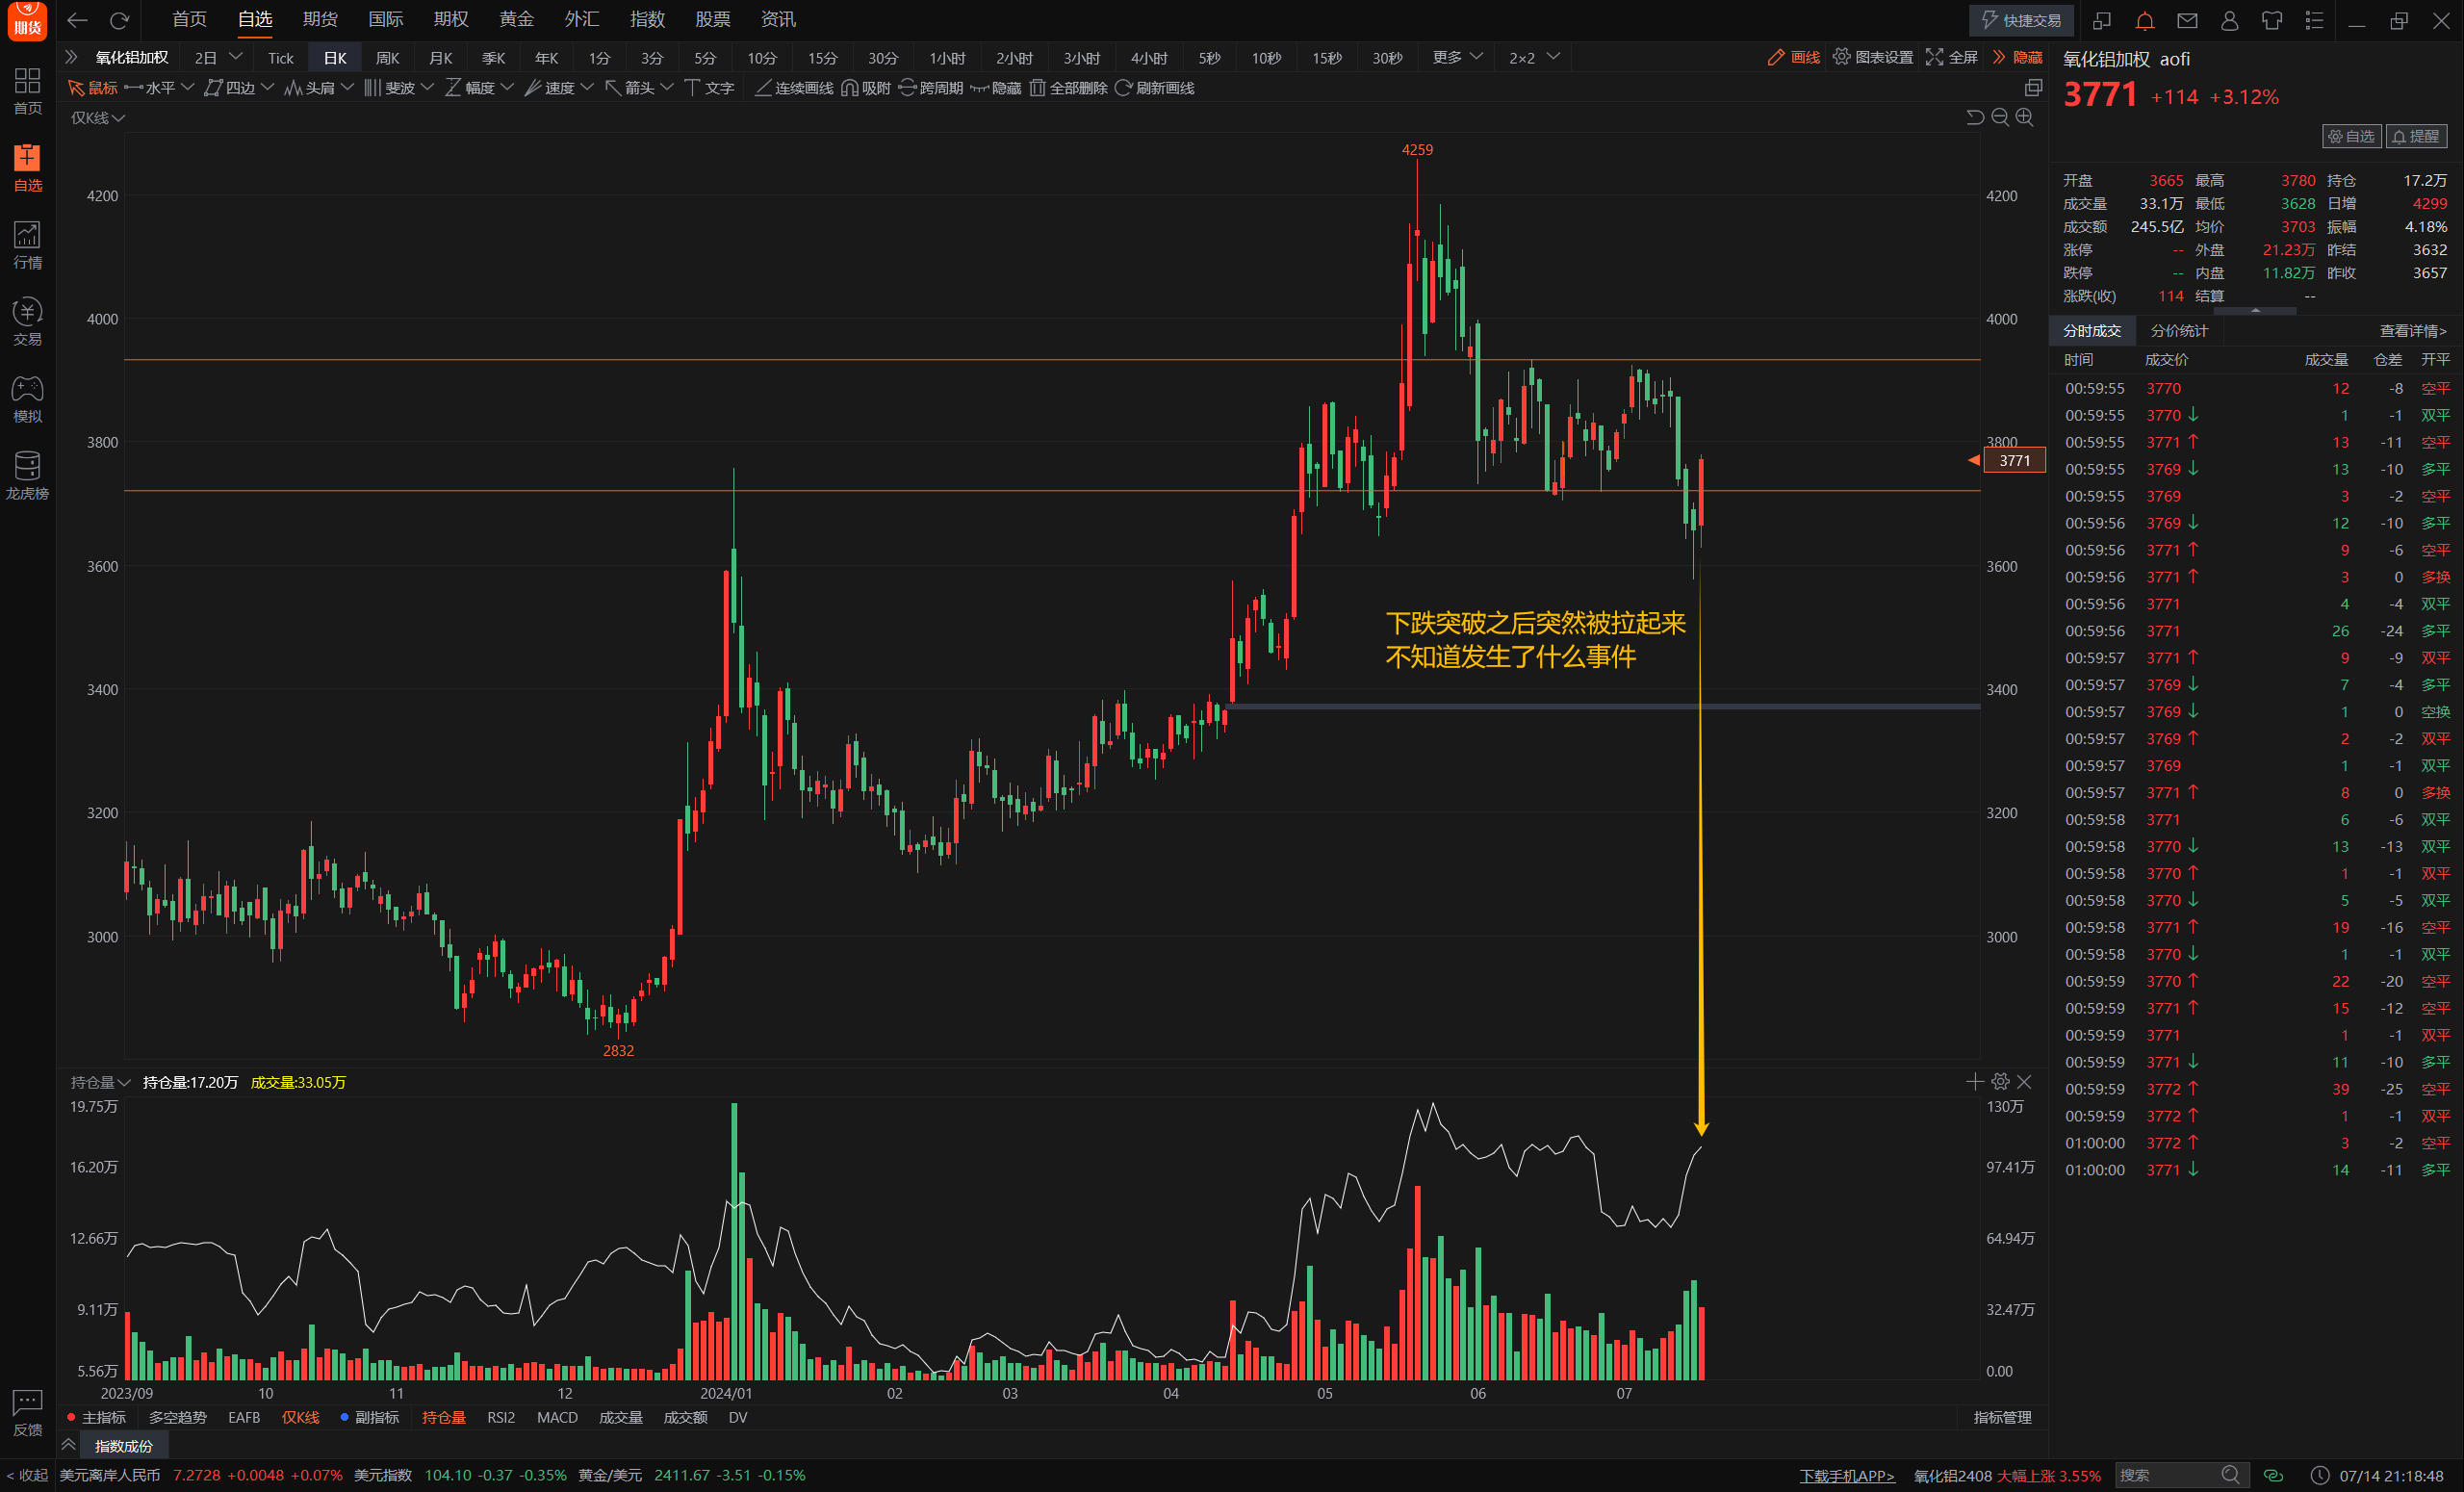 期货
首页 自选 期货 国际 期权 黄金 外汇 指数 股票 资讯 快捷交易
氧化铝加权 2日 Tick 日K 周K 月K 季K 年K 1分 3分 5分 10分 15分 30分 1小时 2小时 3小时 4小时 5秒 10秒 15秒 30秒 更多 2×2 画线 图表设置 全屏 隐藏
鼠标 水平 四边 头肩 斐波 幅度 速度 箭头 文字 连续画线 吸附 跨周期 隐藏 全部删除 刷新画线
仅K线
首页
自选
行情
交易
模拟
龙虎榜
反馈
< 收起
4259
4200 4200
4000 4000
3800 3800
3771
3600 3600
下跌突破之后突然被拉起来
不知道发生了什么事件
3400 3400
3200 3200
3000 3000
2832
持仓量 持仓量:17.20万 成交量:33.05万
19.75万 130万
16.20万 97.41万
12.66万 64.94万
9.11万 32.47万
5.56万 0.00
2023/09 10 11 12 2024/01 02 03 04 05 06 07
主指标 多空趋势 EAFB 仅K线 副指标 持仓量 RSI2 MACD 成交量 成交额 DV 指标管理
指数成份
氧化铝加权 aofi
3771 +114 +3.12%
自选 提醒
开盘 3665 最高 3780 持仓 17.2万
成交量 33.1万 最低 3628 日增 4299
成交额 245.5亿 均价 3703 振幅 4.18%
涨停 -- 外盘 21.23万 昨结 3632
跌停 -- 内盘 11.82万 昨收 3657
涨跌(收) 114 结算 --
分时成交 分价统计 查看详情>
时间 成交价 成交量 仓差 开平
00:59:55 3770 12 -8 空平
00:59:55 3770 ↓ 1 -1 双平
00:59:55 3771 ↑ 13 -11 空平
00:59:55 3769 ↓ 13 -10 多平
00:59:55 3769 3 -2 空平
00:59:56 3769 ↓ 12 -10 多平
00:59:56 3771 ↑ 9 -6 空平
00:59:56 3771 ↑ 3 0 多换
00:59:56 3771 4 -4 双平
00:59:56 3771 26 -24 多平
00:59:57 3771 ↑ 9 -9 双平
00:59:57 3769 ↓ 7 -4 多平
00:59:57 3769 ↓ 1 0 空换
00:59:57 3769 ↑ 2 -2 双平
00:59:57 3769 1 -1 双平
00:59:57 3771 ↑ 8 0 多换
00:59:58 3771 6 -6 双平
00:59:58 3770 ↓ 13 -13 双平
00:59:58 3770 ↑ 1 -1 双平
00:59:58 3770 ↓ 5 -5 双平
00:59:58 3771 ↑ 19 -16 空平
00:59:58 3770 ↓ 1 -1 双平
00:59:59 3770 ↑ 22 -20 空平
00:59:59 3771 ↑ 15 -12 空平
00:59:59 3771 1 -1 双平
00:59:59 3771 ↓ 11 -10 多平
00:59:59 3772 ↑ 39 -25 空平
00:59:59 3772 ↑ 1 -1 双平
01:00:00 3772 ↑ 3 -2 空平
01:00:00 3771 ↓ 14 -11 多平
美元离岸人民币 7.2728 +0.0048 +0.07% 美元指数 104.10 -0.37 -0.35% 黄金/美元 2411.67 -3.51 -0.15% 下载手机APP> 氧化铝2408 大幅上涨 3.55% 搜索 07/14 21:18:48